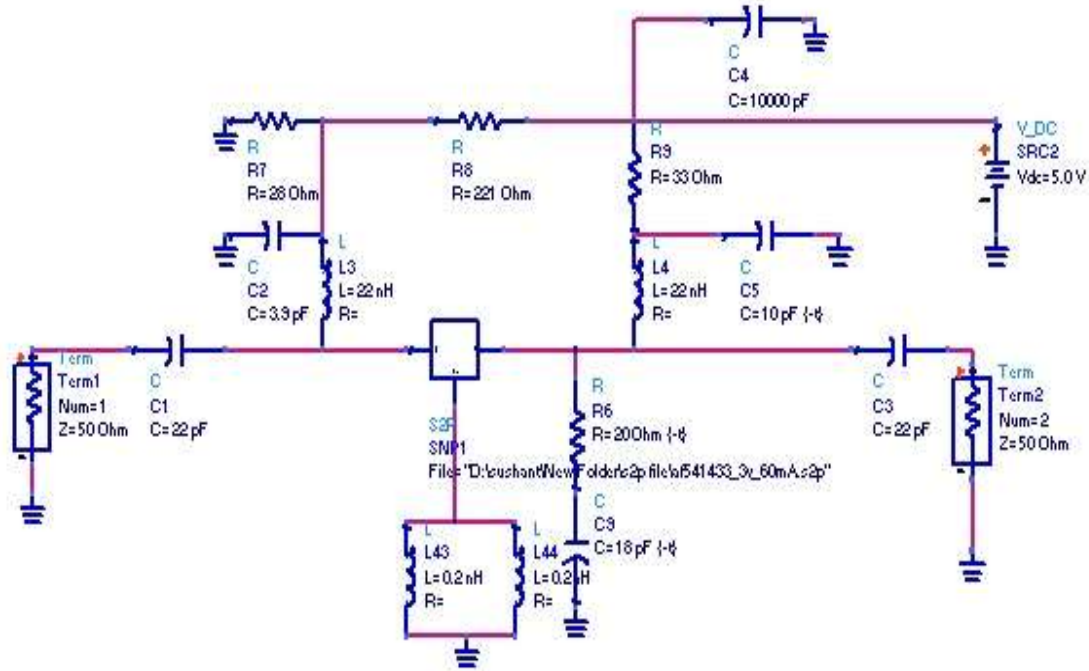 C
C4
C=10000 pF
R
R7
R=28 Ohm
R
R8
R=221 Ohm
R
R9
R=33 Ohm
V_DC
SRC2
Vdc=5.0 V
C
C2
C=3.9 pF
L
L3
L=22 nH
R=
L
L4
L=22 nH
R=
C
C5
C=10 pF {-t}
Term
Term1
Num=1
Z=50 Ohm
C
C1
C=22 pF
S2P
SNP1
R
R6
R=20 Ohm {-t}
C
C3
C=22 pF
Term
Term2
Num=2
Z=50 Ohm
L
L43
L=0.2 nH
R=
L
L44
L=0.2 nH
R=
C
C9
C=18 pF {-t}